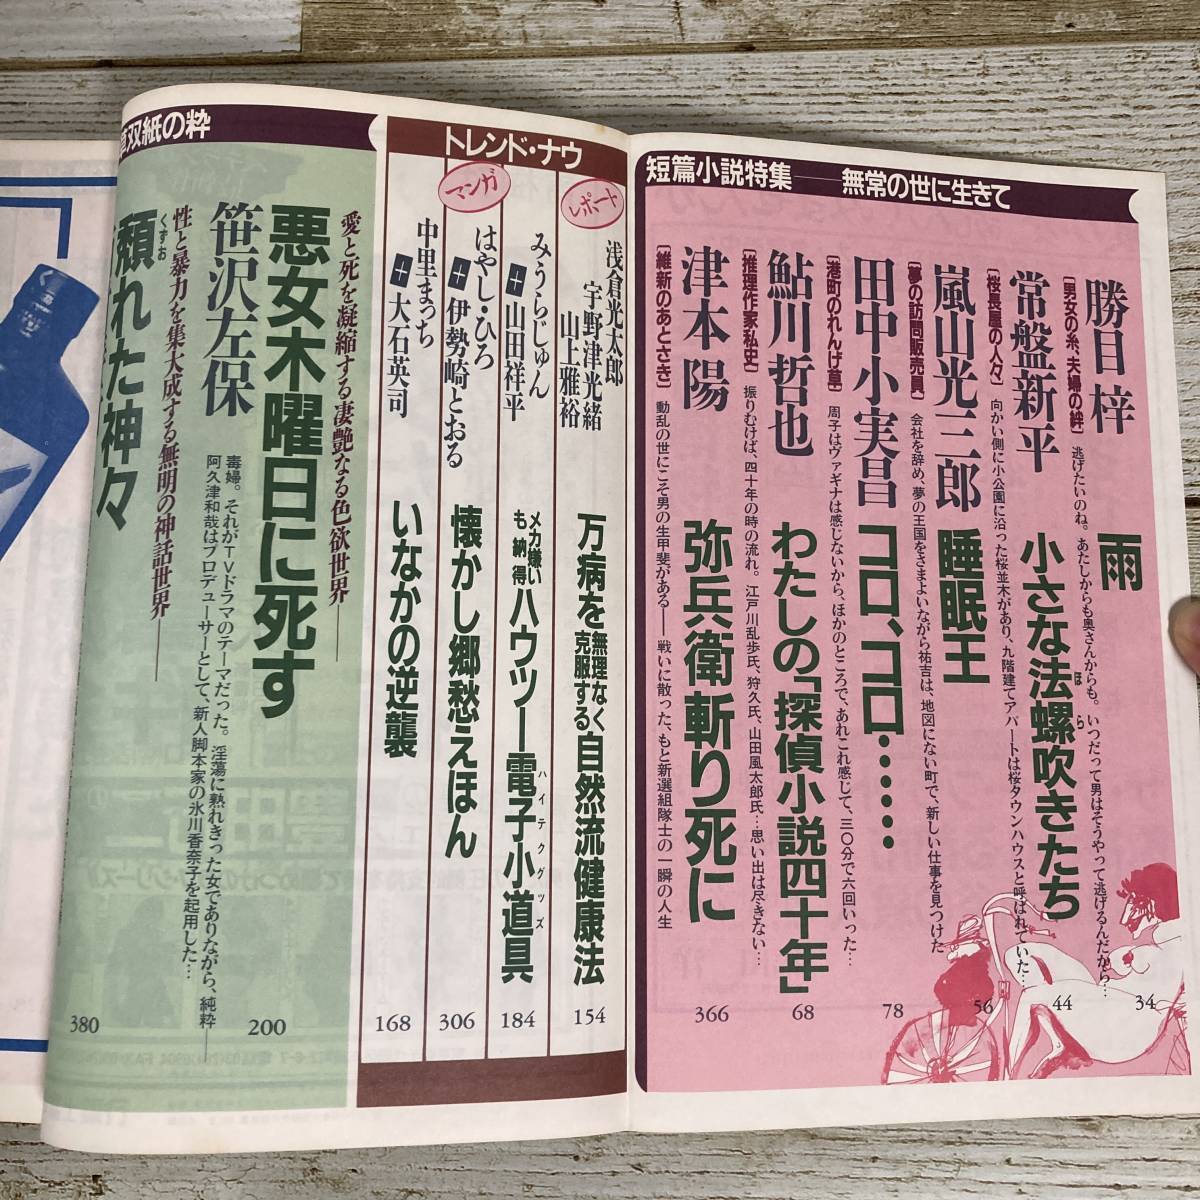 短篇小説特集――無常の世に生きて
勝目 梓
雨
〔男女の糸、夫婦の絆〕
逃げたいのね。あたしからも奥さんからも。いつだって男はそうやって逃げるんだから…
34
常盤新平
小さな法螺吹きたち
ほら
〔桜長屋の人々〕
向かい側に小公園に沿った桜並木があり、九階建てアパートは桜タウンハウスと呼ばれていた…
44
嵐山光三郎
睡眠王
〔夢の訪問販売員〕
会社を辞め、夢の王国をさまよいながら祐吉は、地図にない町で、新しい仕事を見つけた
56
田中小実昌
コロ、コロ……
〔港町のれんげ草〕
周子はヴァギナは感じないから、ほかのところで、あれこれ感じて、三〇分で六回いった…
78
鮎川哲也
わたしの「探偵小説四十年」
〔推理作家私史〕
振りむけば、四十年の時の流れ。江戸川乱歩氏、狩久氏、山田風太郎氏…思い出は尽きない…
68
津本 陽
弥兵衛斬り死に
〔維新のあとさき〕
動乱の世にこそ男の生甲斐がある――戦いに散った、もと新選組隊士の一瞬の人生
366
トレンド・ナウ
レポート
浅倉光太郎
宇野津光緒
山上雅裕
万病を無理なく克服する自然流健康法
154
みうらじゅん
＋山田祥平
メカ嫌いも納得ハウツー電子小道具
ハイテクグッズ
184
マンガ
はやし・ひろ
＋伊勢崎とおる
懐かし郷愁えほん
306
中里まっち
＋大石英司
いなかの逆襲
168
双紙の粋
愛と死を凝縮する凄艶なる色欲世界――
悪女木曜日に死す
笹沢左保
毒婦。それがTVドラマのテーマだった。淫蕩に熟れきった女でありながら、純粋――
阿久津和哉はプロデューサーとして、新人脚本家の氷川香奈子を起用した…
200
性と暴力を集大成する無明の神話世界――
頽れた神々
くずお
380